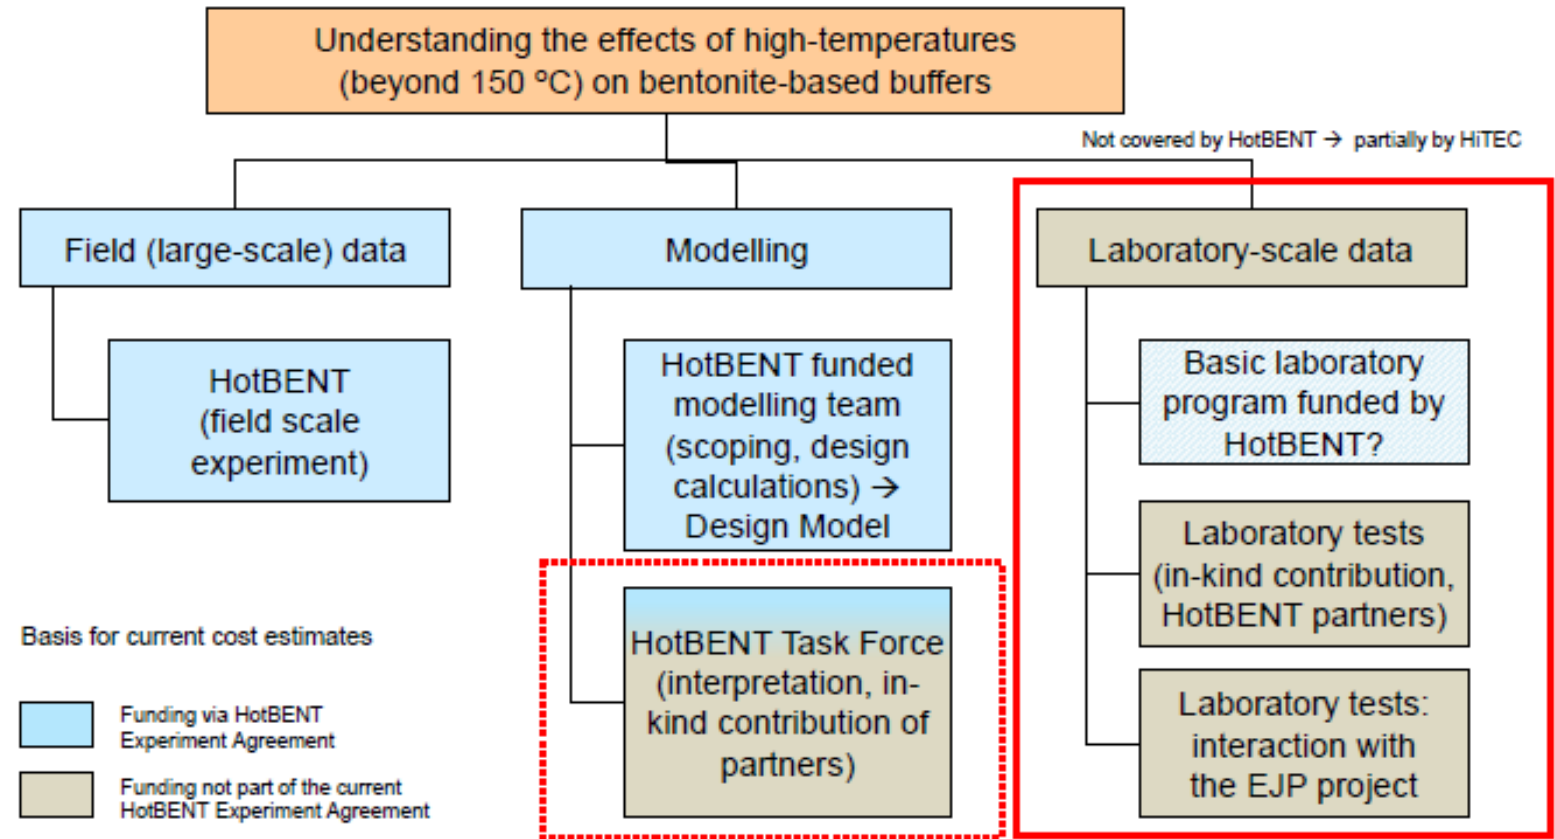 Understanding the effects of high-temperatures
(beyond 150 ºC) on bentonite-based buffers
Not covered by HotBENT → partially by HiTEC
Field (large-scale) data
HotBENT
(field scale
experiment)
Modelling
HotBENT funded
modelling team
(scoping, design
calculations) →
Design Model
HotBENT Task Force
(interpretation, in-
kind contribution of
partners)
Laboratory-scale data
Basic laboratory
program funded by
HotBENT?
Laboratory tests
(in-kind contribution,
HotBENT partners)
Laboratory tests:
interaction with
the EJP project
Basis for current cost estimates
Funding via HotBENT
Experiment Agreement
Funding not part of the current
HotBENT Experiment Agreement